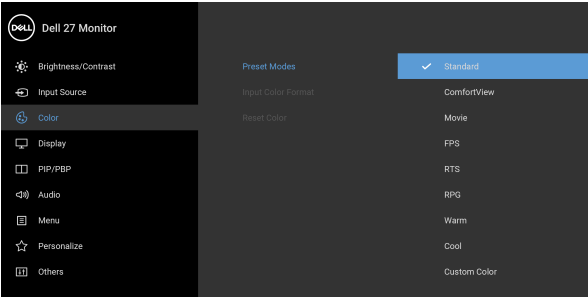 DELL Dell 27 Monitor
Brightness/Contrast
Input Source
Color
Display
PIP/PBP
Audio
Menu
Personalize
Others
Preset Modes
Input Color Format
Reset Color
Standard
ComfortView
Movie
FPS
RTS
RPG
Warm
Cool
Custom Color